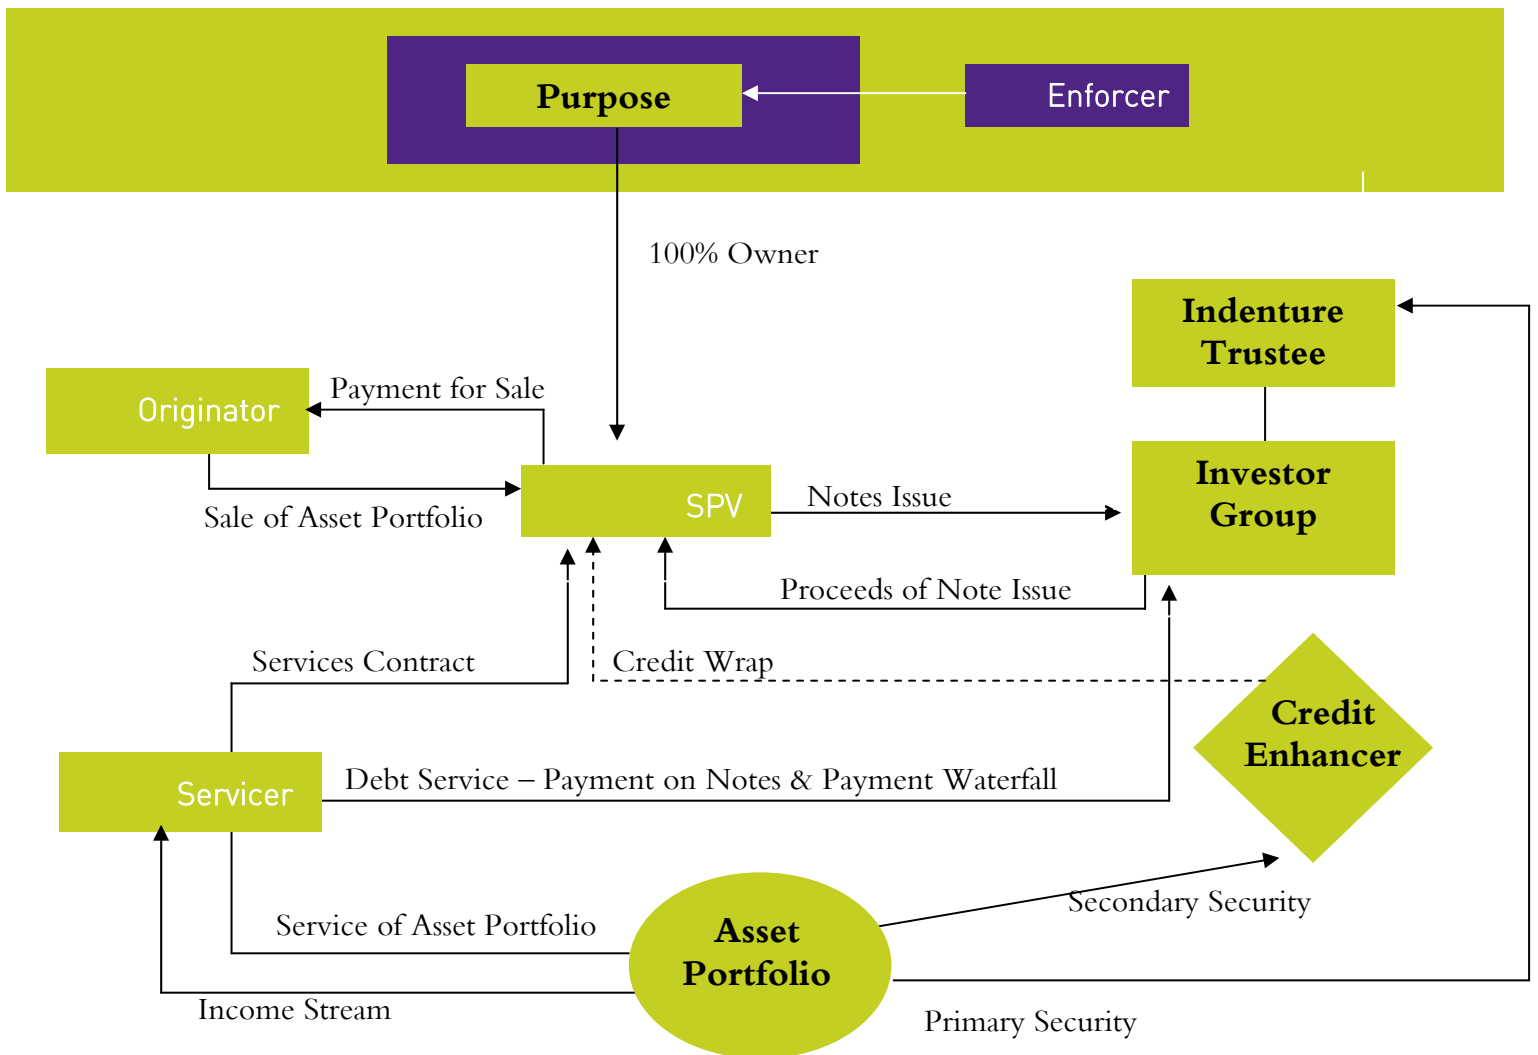 Purpose
Enforcer
100% Owner
Indenture
Trustee
Payment for Sale
Originator
Investor
Group
Notes Issue
SPV
Sale of Asset Portfolio
Proceeds of Note Issue
Services Contract
Credit Wrap
Credit
Enhancer
Debt Service – Payment on Notes & Payment Waterfall
Servicer
Secondary Security
Service of Asset Portfolio
Asset
Portfolio
Income Stream
Primary Security